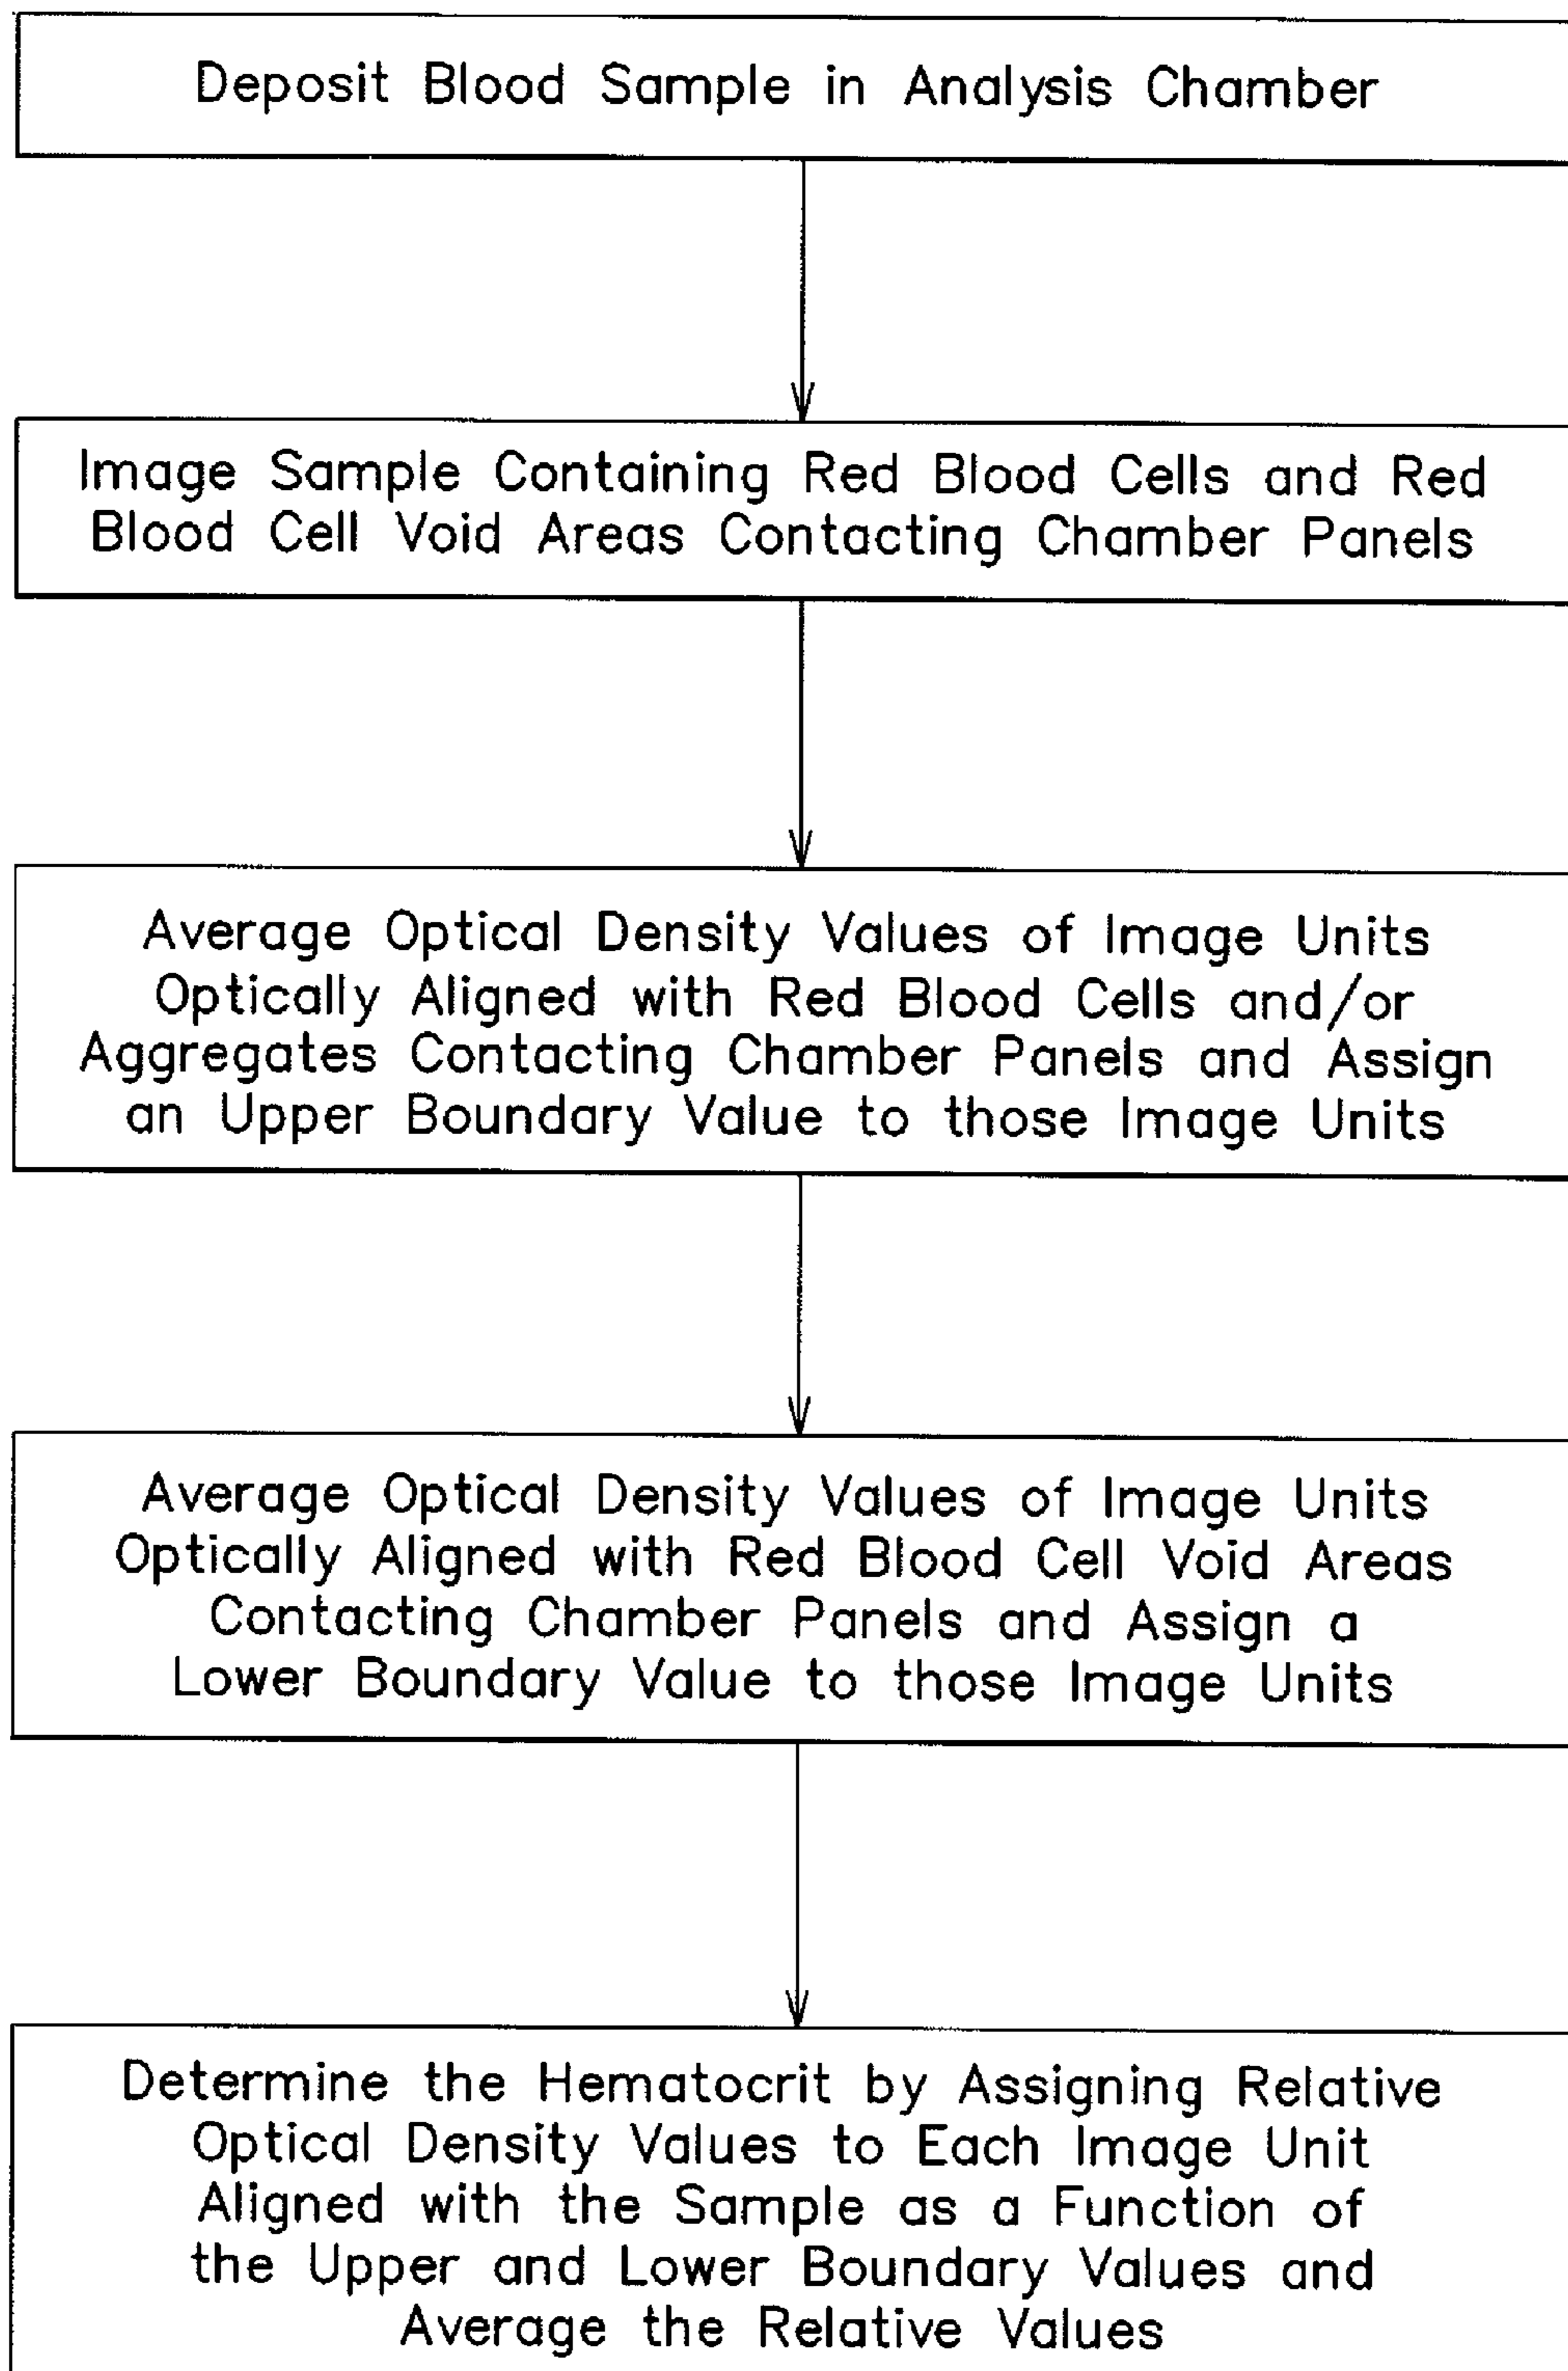 Deposit Blood Sample in Analysis Chamber
Image Sample Containing Red Blood Cells and Red
Blood Cell Void Areas Contacting Chamber Panels
Average Optical Density Values of Image Units
Optically Aligned with Red Blood Cells and/or
Aggregates Contacting Chamber Panels and Assign
an Upper Boundary Value to those Image Units
Average Optical Density Values of Image Units
Optically Aligned with Red Blood Cell Void Areas
Contacting Chamber Panels and Assign a
Lower Boundary Value to those Image Units
Determine the Hematocrit by Assigning Relative
Optical Density Values to Each Image Unit
Aligned with the Sample as a Function of
the Upper and Lower Boundary Values and
Average the Relative Values